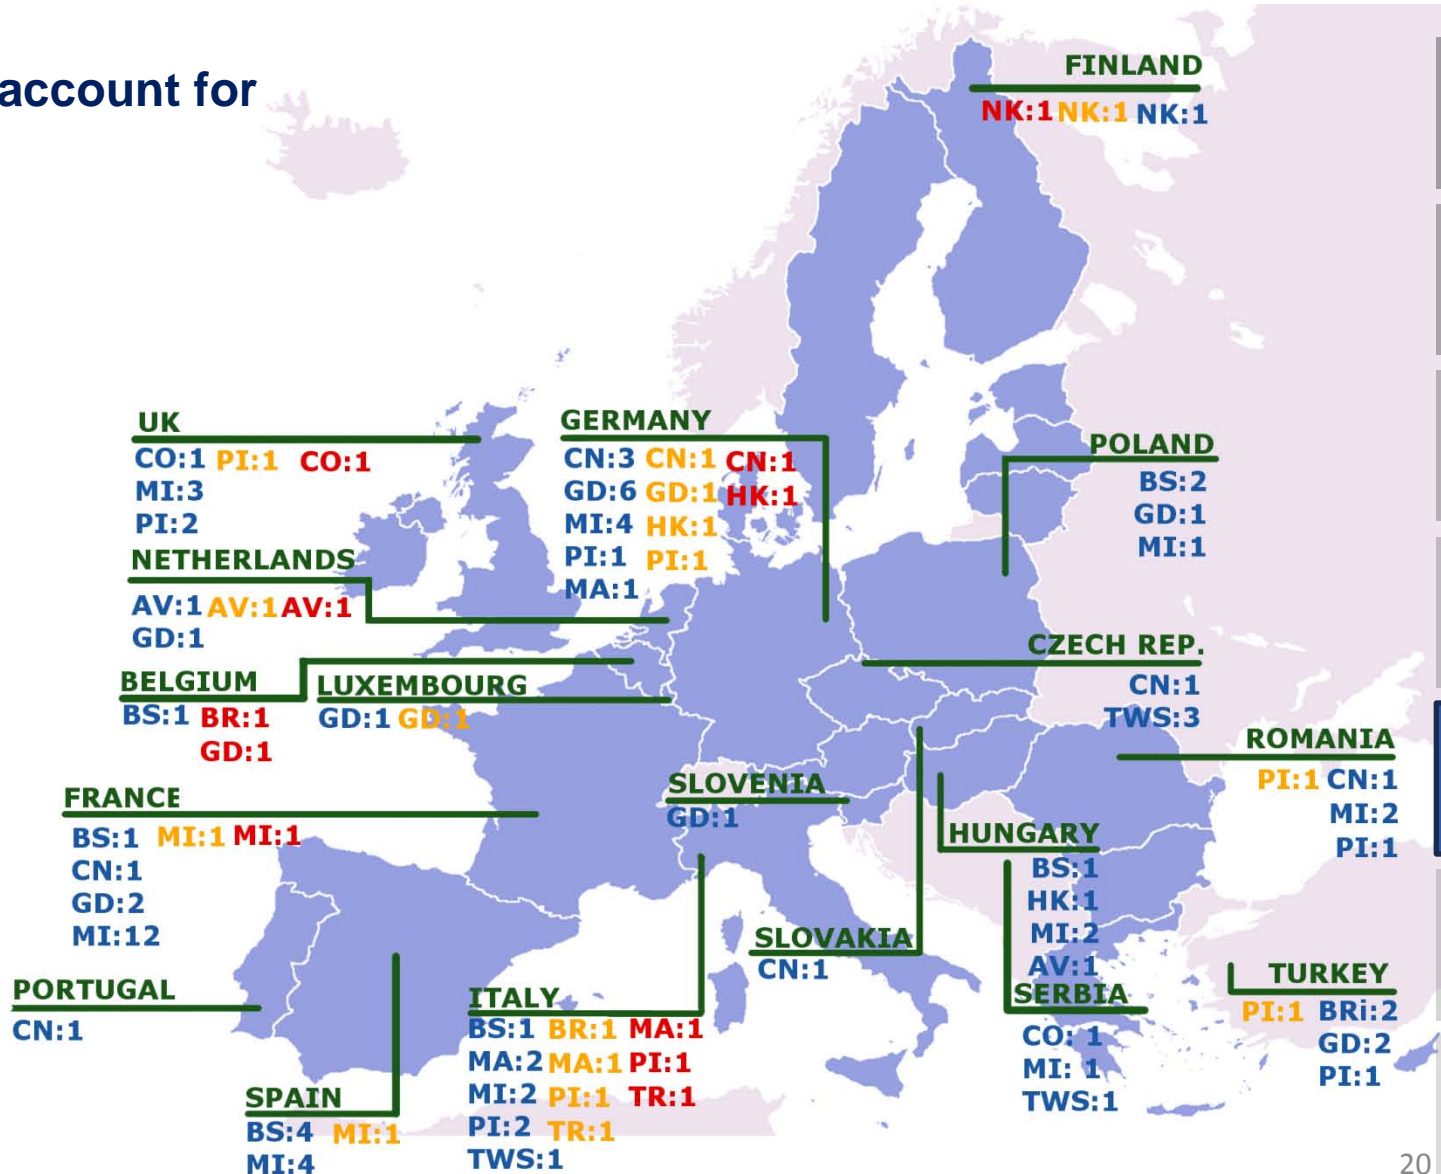 account for
FINLAND
NK:1 NK:1 NK:1
UK
CO:1 PI:1 CO:1
MI:3
PI:2
GERMANY
CN:3 CN:1 CN:1
GD:6 GD:1 HK:1
MI:4 HK:1
PI:1 PI:1
MA:1
POLAND
BS:2
GD:1
MI:1
NETHERLANDS
AV:1 AV:1 AV:1
GD:1
CZECH REP.
CN:1
TWS:3
BELGIUM
BS:1 BR:1
GD:1
LUXEMBOURG
GD:1 GD:1
ROMANIA
PI:1 CN:1
MI:2
PI:1
FRANCE
BS:1 MI:1 MI:1
CN:1
GD:2
MI:12
SLOVENIA
GD:1
HUNGARY
BS:1
HK:1
MI:2
AV:1
SLOVAKIA
CN:1
SERBIA
CO: 1
MI: 1
TWS:1
TURKEY
PI:1 BRi:2
GD:2
PI:1
PORTUGAL
CN:1
ITALY
BS:1 BR:1 MA:1
MA:2 MA:1 PI:1
MI:2 PI:1 TR:1
PI:2 TR:1
TWS:1
SPAIN
BS:4 MI:1
MI:4
20